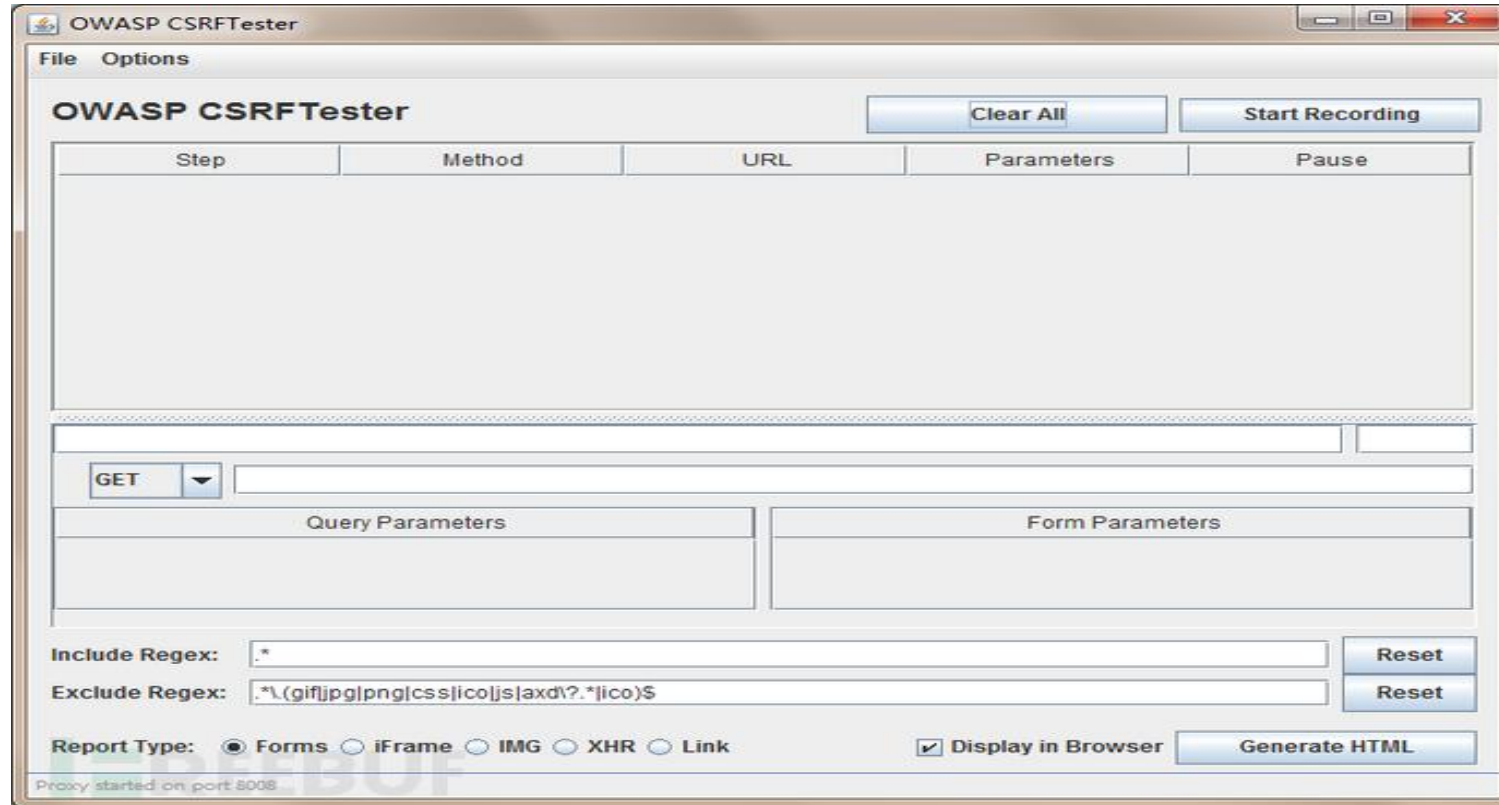 OWASP CSRFTester
File Options
OWASP CSRFTester
Clear All
Start Recording
Step Method URL Parameters Pause
GET
Query Parameters
Form Parameters
Include Regex: .*
Reset
Exclude Regex: .*\.(gif|jpg|png|css|ico|js|axd\?.*|ico)$
Reset
Report Type: Forms iFrame IMG XHR Link
Display in Browser
Generate HTML
REEBUF
Proxy started on port 8008